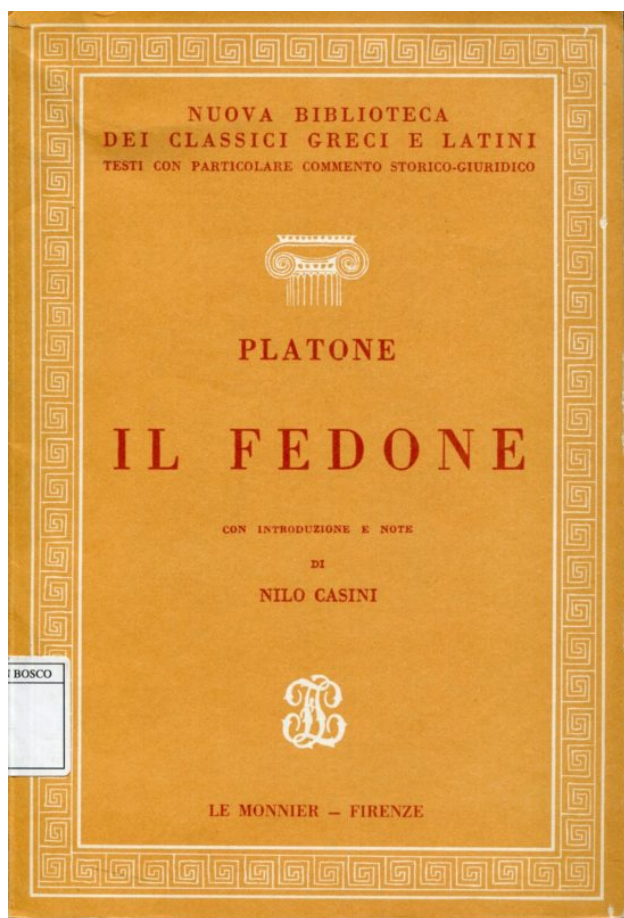 NUOVA BIBLIOTECA
DEI CLASSICI GRECI E LATINI
TESTI CON PARTICOLARE COMMENTO STORICO-GIURIDICO
PLATONE
IL FEDONE
CON INTRODUZIONE E NOTE
DI
NILO CASINI
BOSCO
LE MONNIER – FIRENZE